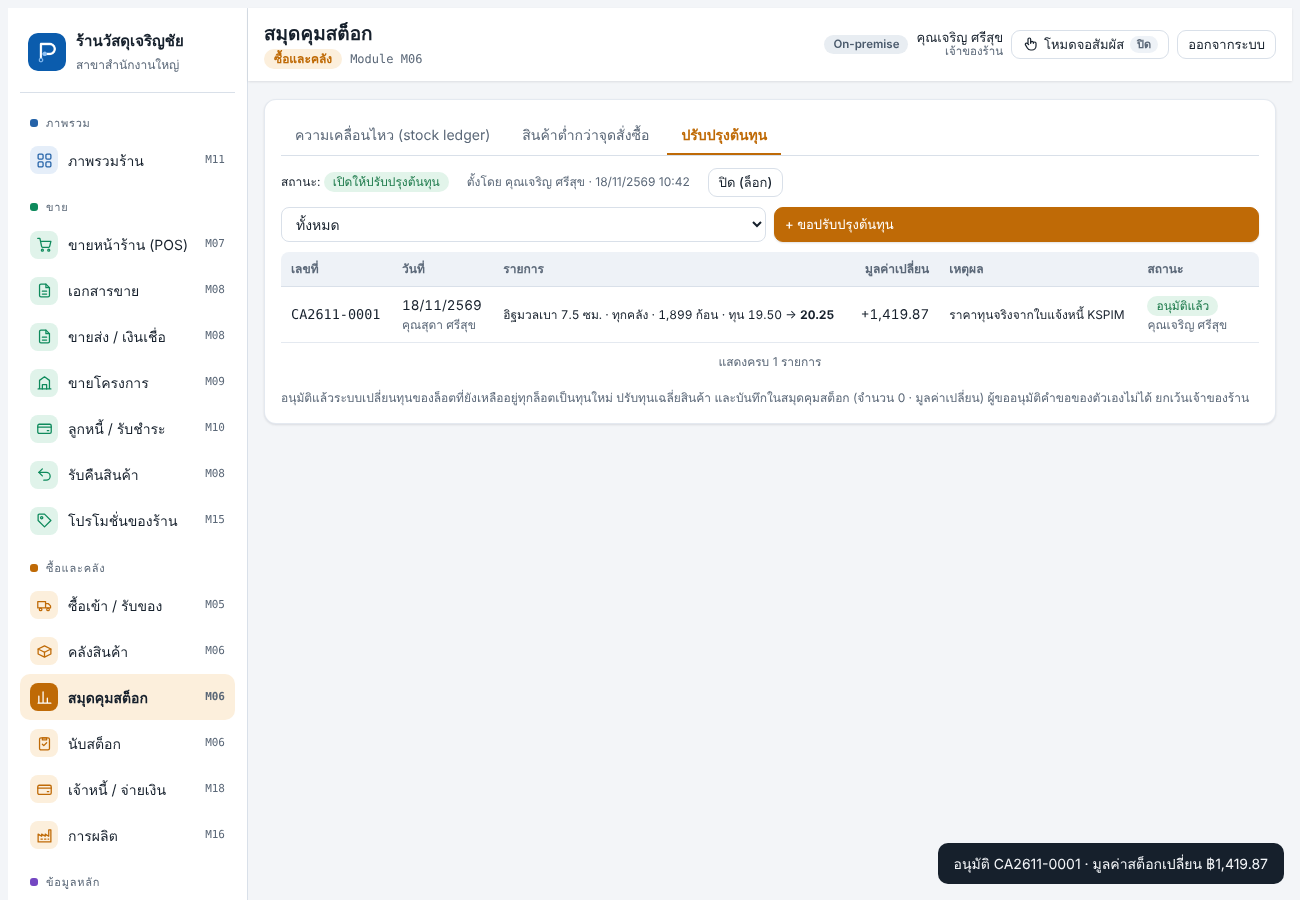 ร้านวัสดุเจริญชัย
สาขาสำนักงานใหญ่
ภาพรวม
ภาพรวมร้าน M11
ขาย
ขายหน้าร้าน (POS) M07
เอกสารขาย M08
ขายส่ง / เงินเชื่อ M08
ขายโครงการ M09
ลูกหนี้ / รับชำระ M10
รับคืนสินค้า M08
โปรโมชั่นของร้าน M15
ซื้อและคลัง
ซื้อเข้า / รับของ M05
คลังสินค้า M06
สมุดคุมสต็อก M06
นับสต็อก M06
เจ้าหนี้ / จ่ายเงิน M18
การผลิต M16
ข้อมูลหลัก
สมุดคุมสต็อก
ซื้อและคลัง Module M06
On-premise
คุณเจริญ ศรีสุข
เจ้าของร้าน
โหมดจอสัมผัส ปิด
ออกจากระบบ
ความเคลื่อนไหว (stock ledger) สินค้าต่ำกว่าจุดสั่งซื้อ ปรับปรุงต้นทุน
สถานะ: เปิดให้ปรับปรุงต้นทุน ตั้งโดย คุณเจริญ ศรีสุข · 18/11/2569 10:42 ปิด (ล็อก)
ทั้งหมด + ขอปรับปรุงต้นทุน
เลขที่ วันที่ รายการ มูลค่าเปลี่ยน เหตุผล สถานะ
CA2611-0001 18/11/2569 คุณสุดา ศรีสุข อิฐมวลเบา 7.5 ซม. · ทุกคลัง · 1,899 ก้อน · ทุน 19.50 → 20.25 +1,419.87 ราคาทุนจริงจากใบแจ้งหนี้ KSPIM อนุมัติแล้ว คุณเจริญ ศรีสุข
แสดงครบ 1 รายการ
อนุมัติแล้วระบบเปลี่ยนทุนของล็อตที่ยังเหลืออยู่ทุกล็อตเป็นทุนใหม่ ปรับทุนเฉลี่ยสินค้า และบันทึกในสมุดคุมสต็อก (จำนวน 0 · มูลค่าเปลี่ยน) ผู้ขออนุมัติคำขอของตัวเองไม่ได้ ยกเว้นเจ้าของร้าน
อนุมัติ CA2611-0001 · มูลค่าสต็อกเปลี่ยน ฿1,419.87